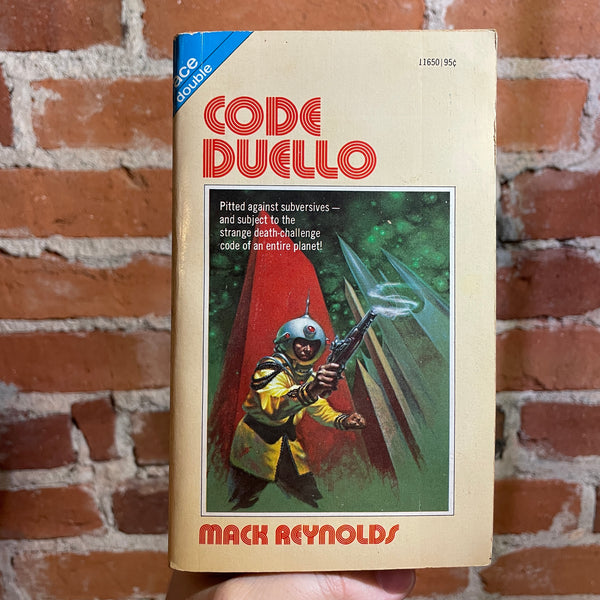 ace
double
11650|95¢
CODE
DUELLO
Pitted against subversives —
and subject to the
strange death-challenge
code of an entire planet!
MACK REYNOLDS